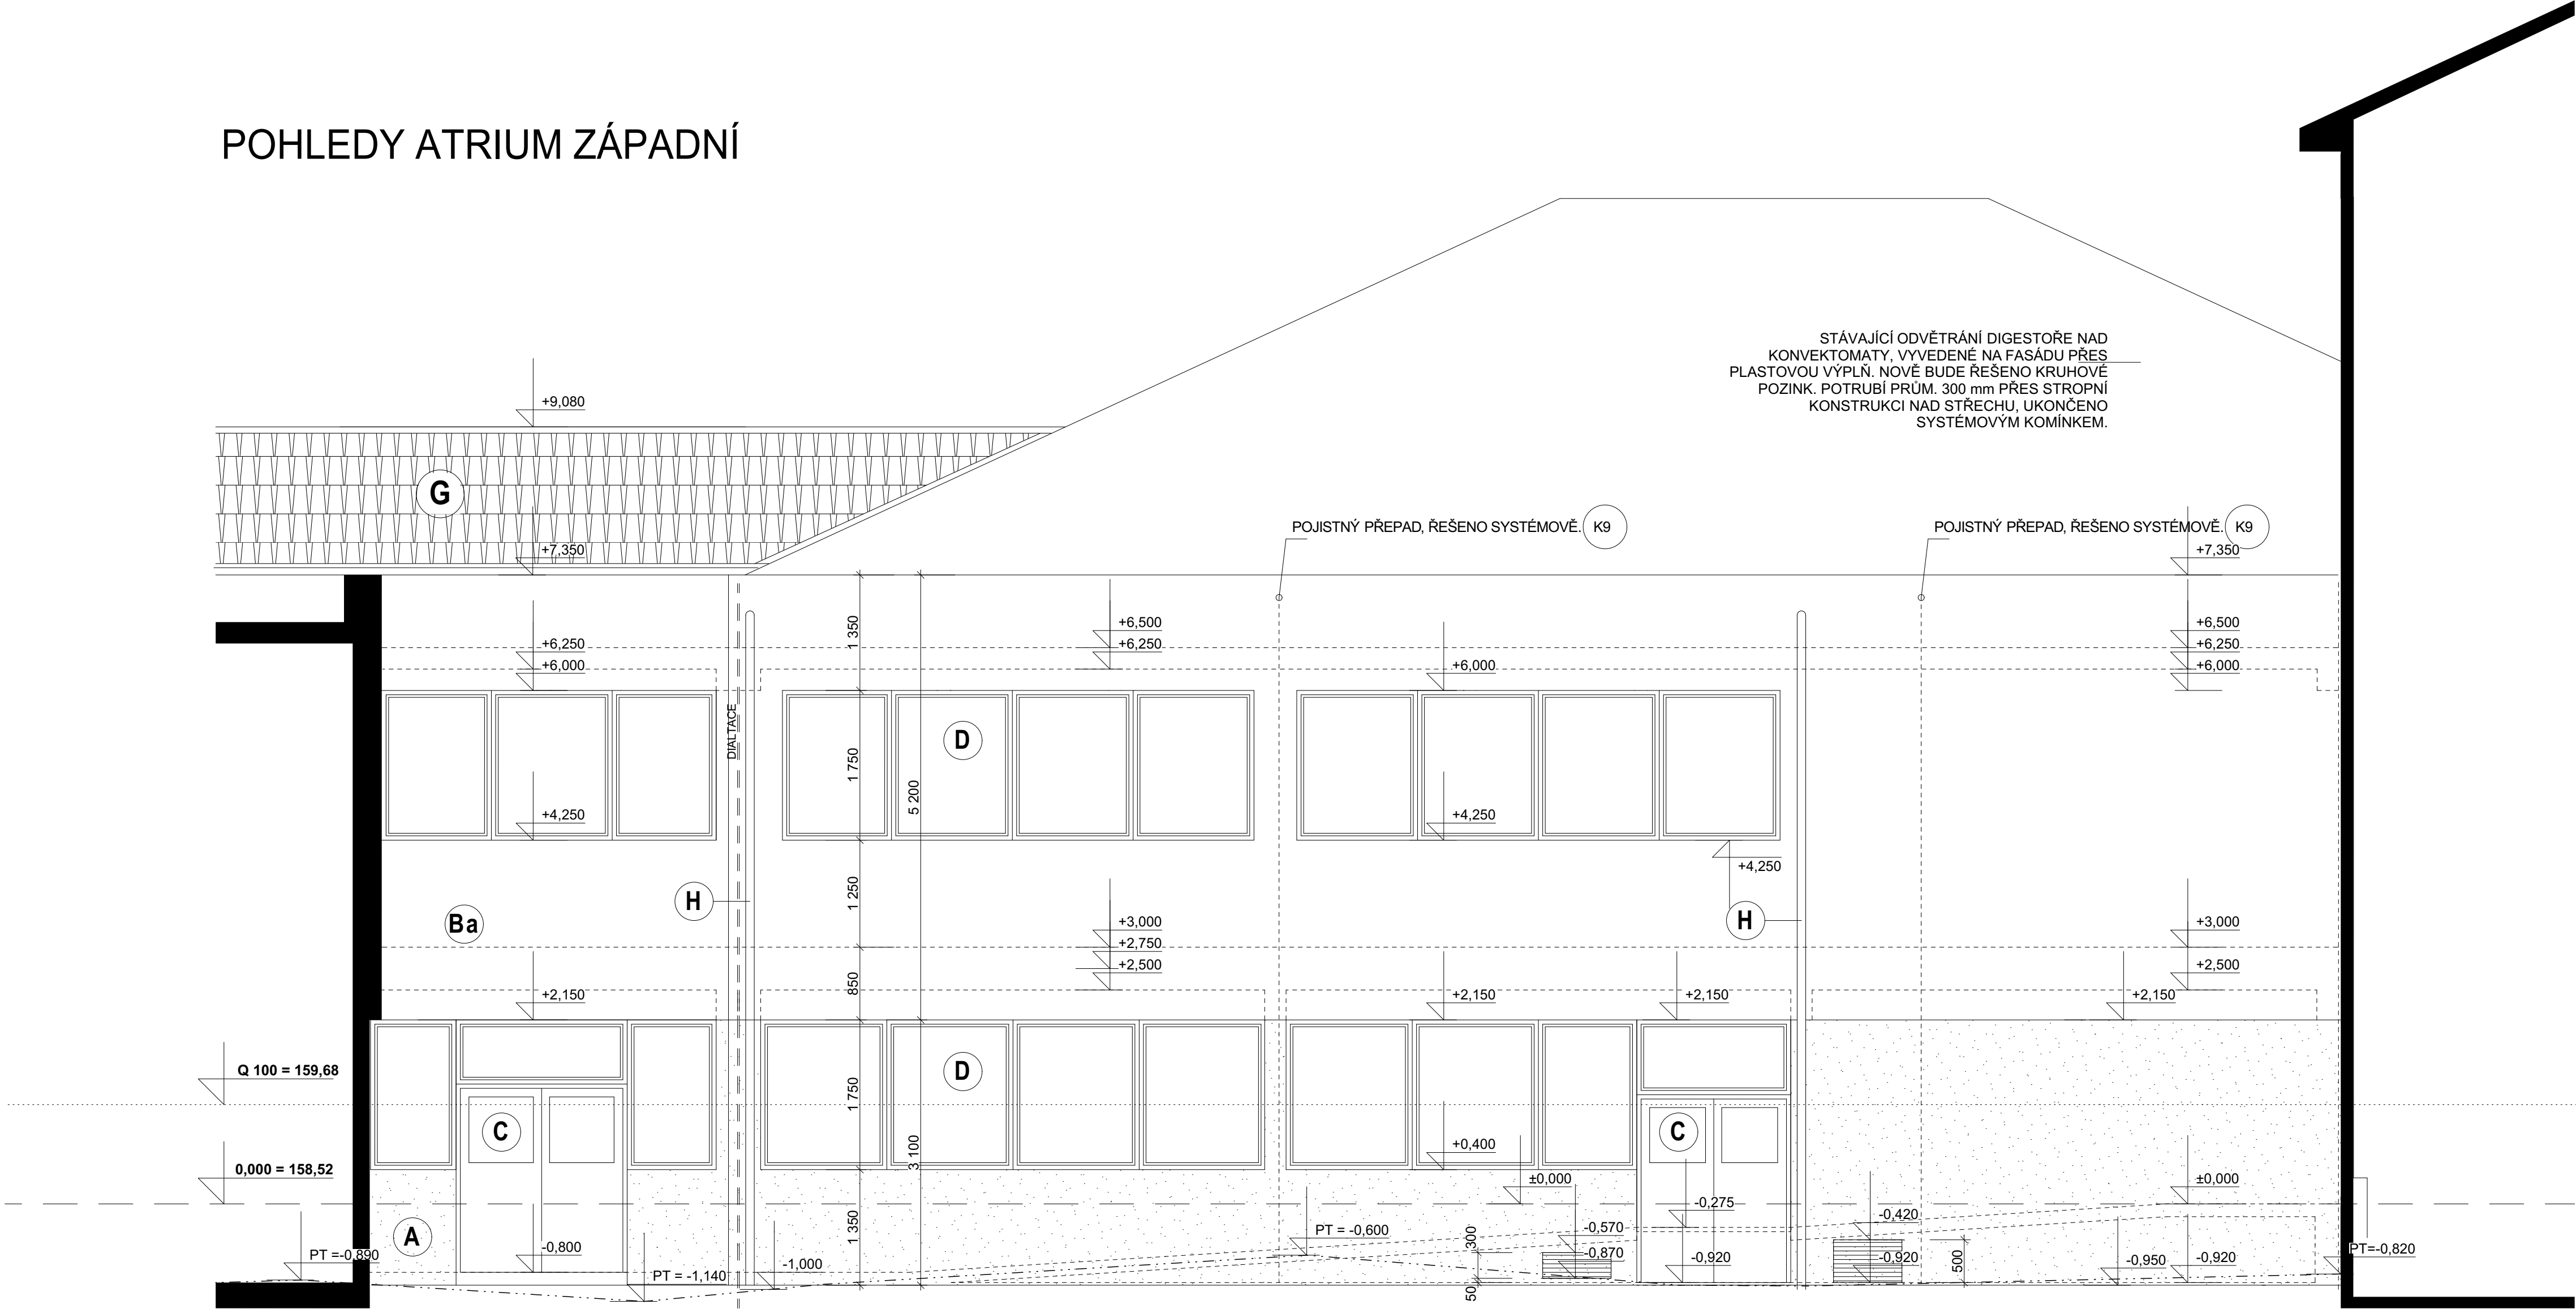 POHLEDY ATRIUM ZÁPADNÍ
STÁVAJÍCÍ ODVĚTRÁNÍ DIGESTOŘE NAD
KONVEKTOMATY, VYVEDENÉ NA FASÁDU PŘES
PLASTOVOU VÝPLŇ. NOVĚ BUDE ŘEŠENO KRUHOVÉ
POZINK. POTRUBÍ PRŮM. 300 mm PŘES STROPNÍ
KONSTRUKCI NAD STŘECHU, UKONČENO
SYSTÉMOVÝM KOMÍNKEM.
+9,080
G
POJISTNÝ PŘEPAD, ŘEŠENO SYSTÉMOVĚ. K9
POJISTNÝ PŘEPAD, ŘEŠENO SYSTÉMOVĚ. K9
+7,350
+7,350
1 350
+6,500
+6,500
+6,250
+6,250
+6,250
+6,000
+6,000
+6,000
DIALTACE
D
1 750
5 200
+4,250
+4,250
+4,250
1 250
H
H
Ba
+3,000
+3,000
+2,750
+2,500
+2,500
850
+2,150
+2,150
+2,150
+2,150
Q 100 = 159,68
D
1 750
C
C
+0,400
3 100
0,000 = 158,52
±0,000
±0,000
-0,275
A
1 350
-0,420
-0,570
PT = -0,600
300
PT =-0,890
-0,800
-0,870
-0,920
-0,920
-0,950
-0,920
PT=-0,820
-1,000
PT = -1,140
500
50